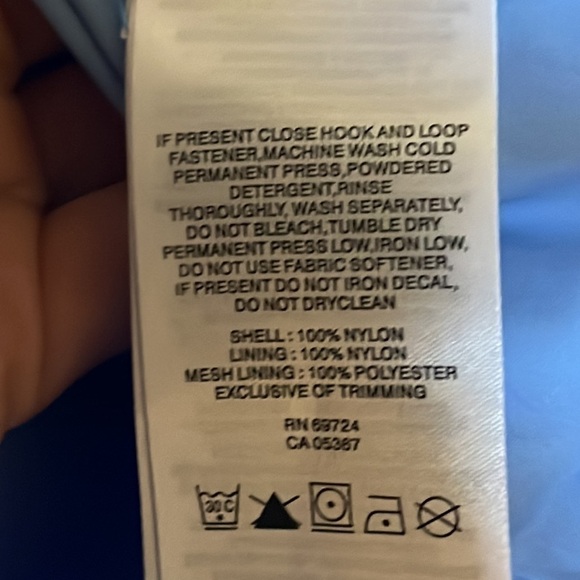 IF PRESENT CLOSE HOOK AND LOOP
FASTENER,MACHINE WASH COLD
PERMANENT PRESS,POWDERED
DETERGENT,RINSE
THOROUGHLY, WASH SEPARATELY,
DO NOT BLEACH,TUMBLE DRY
PERMANENT PRESS LOW,IRON LOW,
DO NOT USE FABRIC SOFTENER,
IF PRESENT DO NOT IRON DECAL,
DO NOT DRYCLEAN
SHELL : 100% NYLON
LINING : 100% NYLON
MESH LINING : 100% POLYESTER
EXCLUSIVE OF TRIMMING
RN 69724
CA 05367
30 C